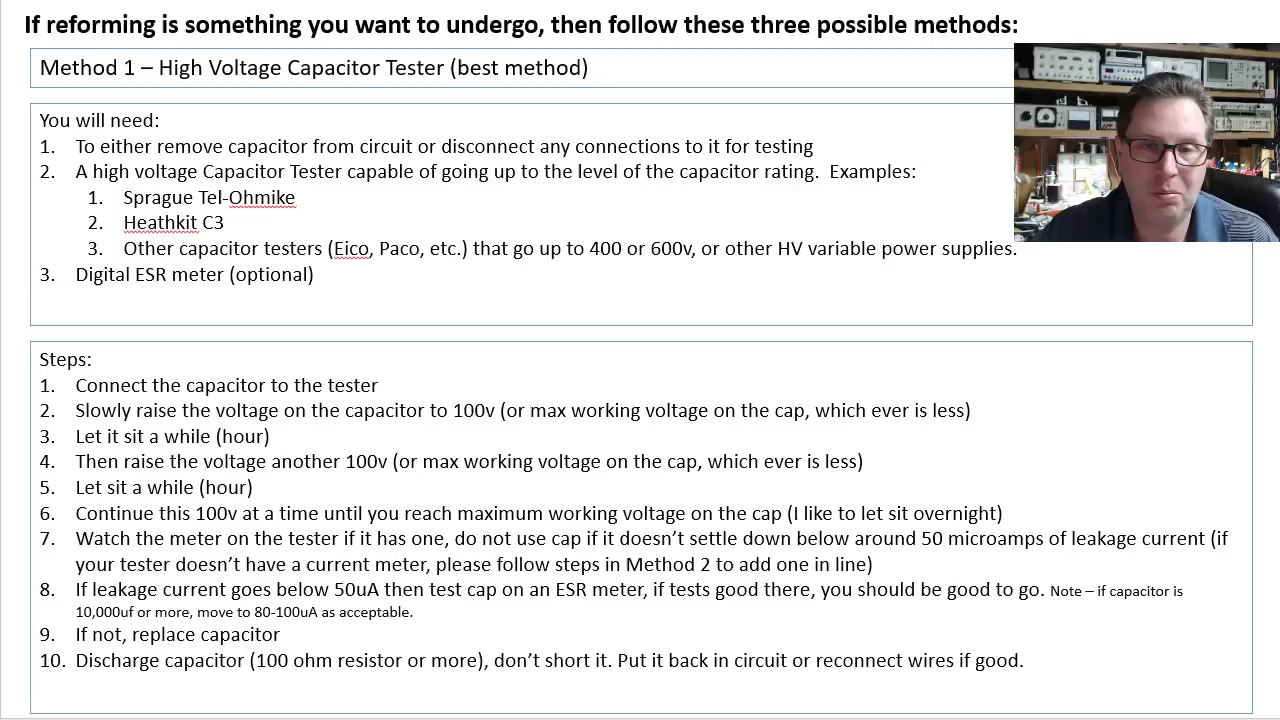 If reforming is something you want to undergo, then follow these three possible methods:
Method 1 – High Voltage Capacitor Tester (best method)
You will need:
1. To either remove capacitor from circuit or disconnect any connections to it for testing
2. A high voltage Capacitor Tester capable of going up to the level of the capacitor rating. Examples:
1. Sprague Tel-Ohmike
2. Heathkit C3
3. Other capacitor testers (Eico, Paco, etc.) that go up to 400 or 600v, or other HV variable power supplies.
3. Digital ESR meter (optional)
Steps:
1. Connect the capacitor to the tester
2. Slowly raise the voltage on the capacitor to 100v (or max working voltage on the cap, which ever is less)
3. Let it sit a while (hour)
4. Then raise the voltage another 100v (or max working voltage on the cap, which ever is less)
5. Let sit a while (hour)
6. Continue this 100v at a time until you reach maximum working voltage on the cap (I like to let sit overnight)
7. Watch the meter on the tester if it has one, do not use cap if it doesn’t settle down below around 50 microamps of leakage current (if
your tester doesn’t have a current meter, please follow steps in Method 2 to add one in line)
8. If leakage current goes below 50uA then test cap on an ESR meter, if tests good there, you should be good to go. Note – if capacitor is
10,000uf or more, move to 80-100uA as acceptable.
9. If not, replace capacitor
10. Discharge capacitor (100 ohm resistor or more), don’t short it. Put it back in circuit or reconnect wires if good.